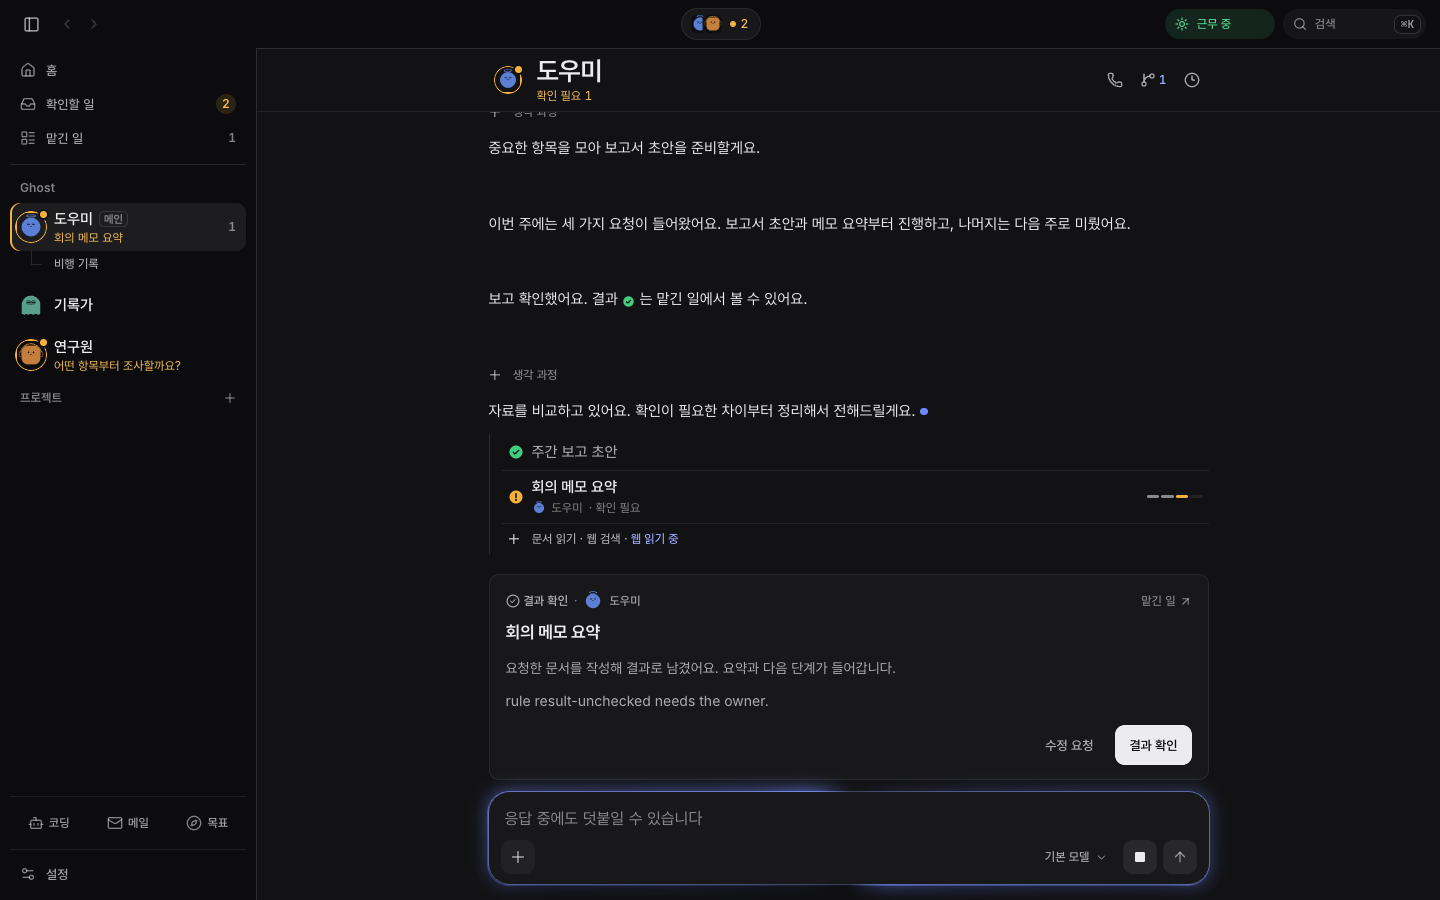 2
근무 중
검색
⌘K
홈
확인할 일
2
맡긴 일
1
Ghost
도우미
메인
1
회의 메모 요약
비행 기록
기록가
연구원
어떤 항목부터 조사할까요?
프로젝트
코딩
메일
목표
설정
도우미
확인 필요 1
1
생각 과정
중요한 항목을 모아 보고서 초안을 준비할게요.
이번 주에는 세 가지 요청이 들어왔어요. 보고서 초안과 메모 요약부터 진행하고, 나머지는 다음 주로 미뤘어요.
보고 확인했어요. 결과 는 맡긴 일에서 볼 수 있어요.
생각 과정
자료를 비교하고 있어요. 확인이 필요한 차이부터 정리해서 전해드릴게요.
주간 보고 초안
회의 메모 요약
도우미 · 확인 필요
문서 읽기 · 웹 검색 · 웹 읽기 중
결과 확인 · 도우미
맡긴 일
회의 메모 요약
요청한 문서를 작성해 결과로 남겼어요. 요약과 다음 단계가 들어갑니다.
rule result-unchecked needs the owner.
수정 요청
결과 확인
응답 중에도 덧붙일 수 있습니다
기본 모델